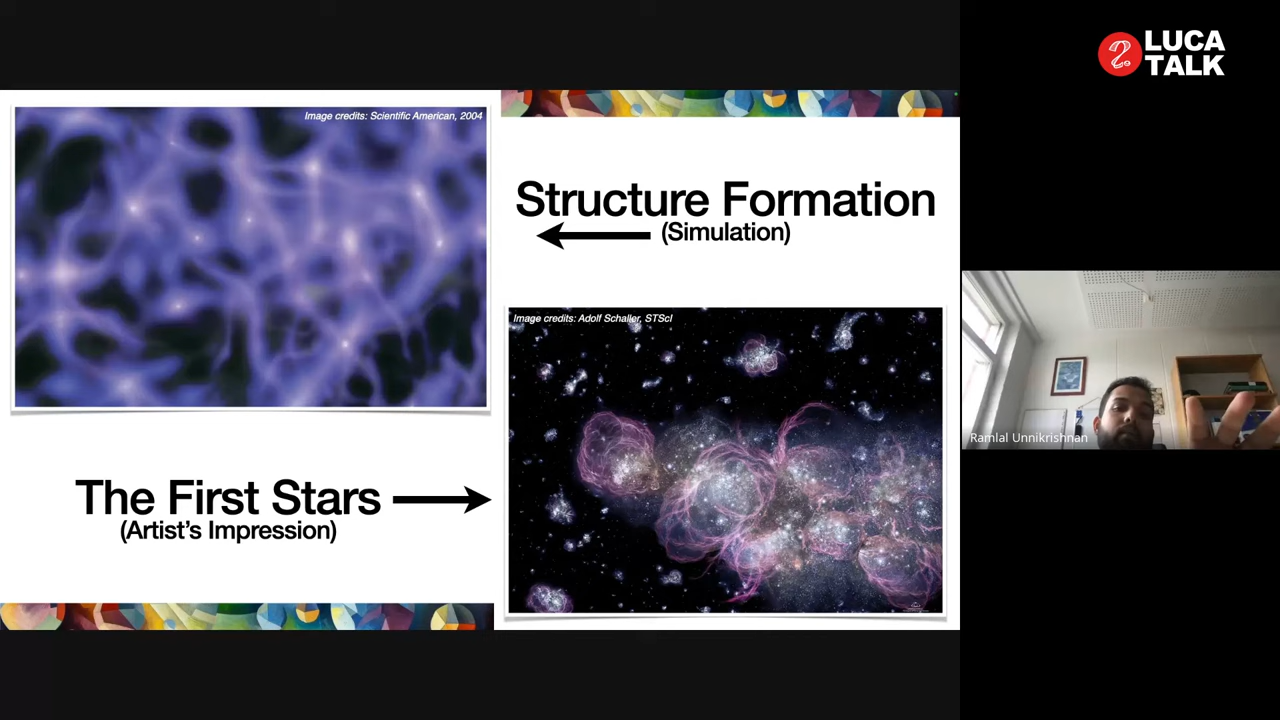 LUCA
TALK
Image credits: Scientific American, 2004
Structure Formation
(Simulation)
Image credits: Adolf Schaller, STScI
The First Stars
(Artist's Impression)
Ramlal Unnikrishnan